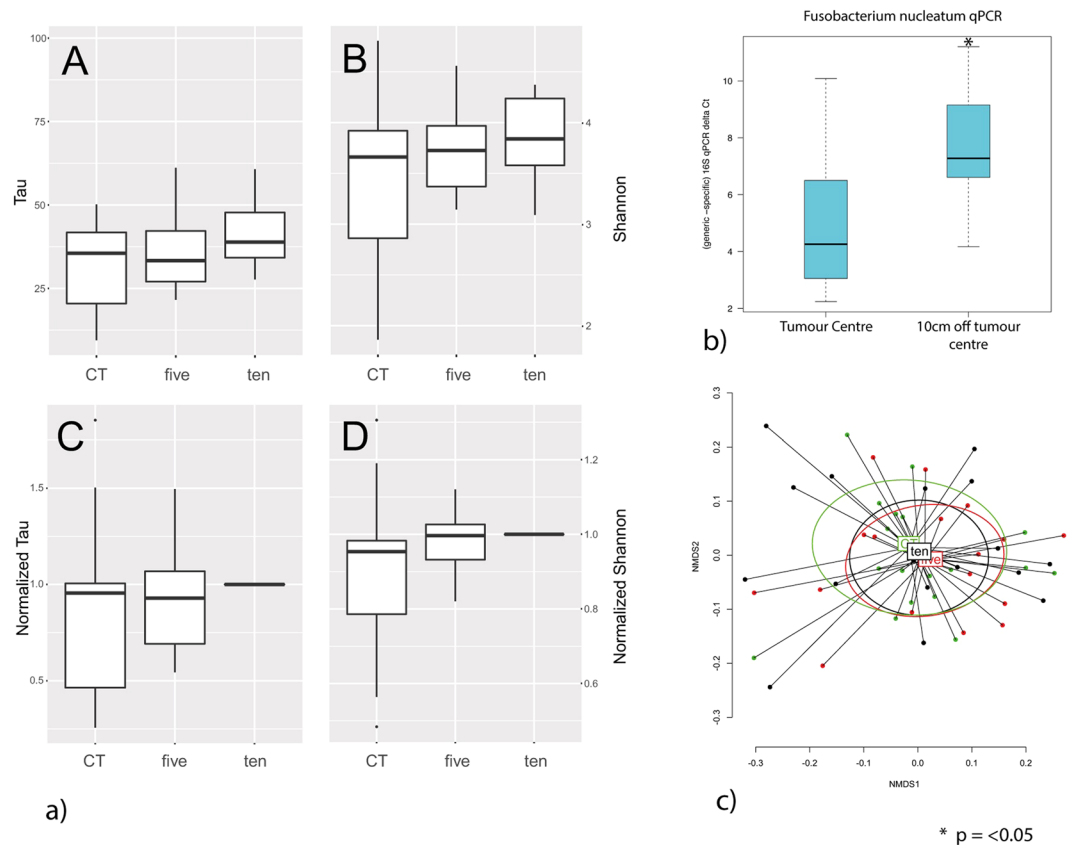 A
100
75
50
25
Tau
CT five ten
B
4
3
2
Shannon
CT five ten
C
1.5
1.0
0.5
Normalized Tau
CT five ten
D
1.2
1.0
0.8
0.6
Normalized Shannon
CT five ten
a)
Fusobacterium nucleatum qPCR
*
10
8
6
4
2
(generic –specific) 16S qPCR delta Ct
Tumour Centre
10cm off tumour
centre
b)
0.3
0.2
0.1
0.0
-0.1
-0.2
-0.3
NMDS2
CT
ten
five
-0.3 -0.2 -0.1 0.0 0.1 0.2
NMDS1
c)
* p = <0.05